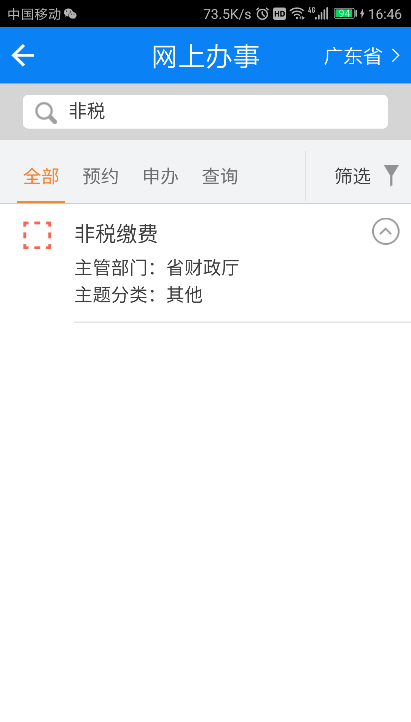 中国移动 73.5K/s HD 4G 94 16:46
网上办事 广东省
非税
全部 预约 申办 查询 筛选
非税缴费
主管部门：省财政厅
主题分类：其他